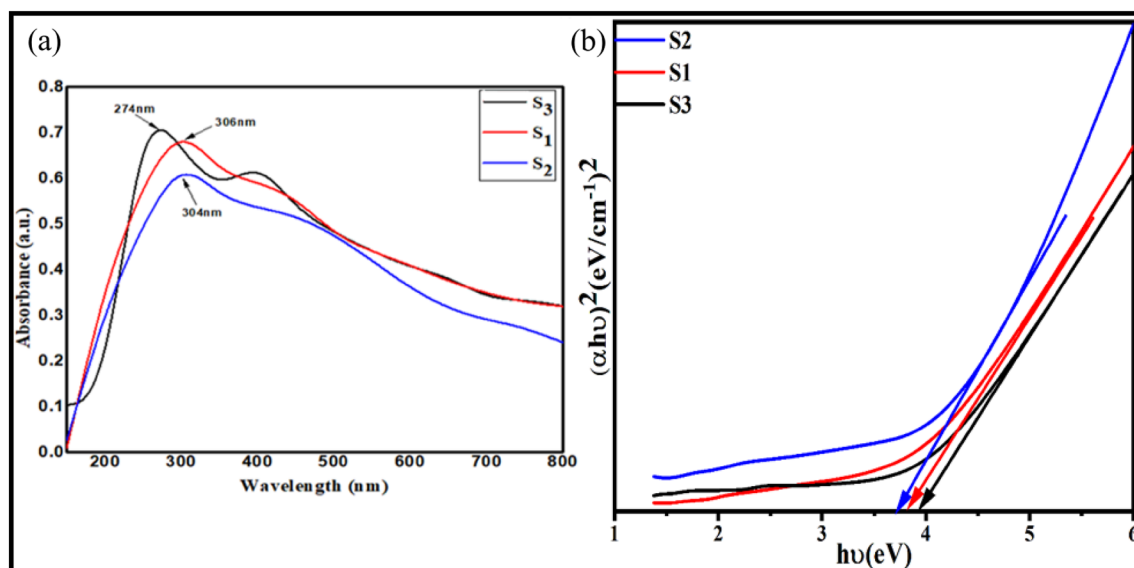 (a)
0.8
0.7
0.6
0.5
0.4
0.3
0.2
0.1
0.0
Absorbance (a.u.)
274nm
306nm
304nm
S3
S1
S2
200 300 400 500 600 700 800
Wavelength (nm)
(b)
S2
S1
S3
(αhυ)²(eV/cm⁻¹)²
1 2 3 4 5 6
hυ(eV)